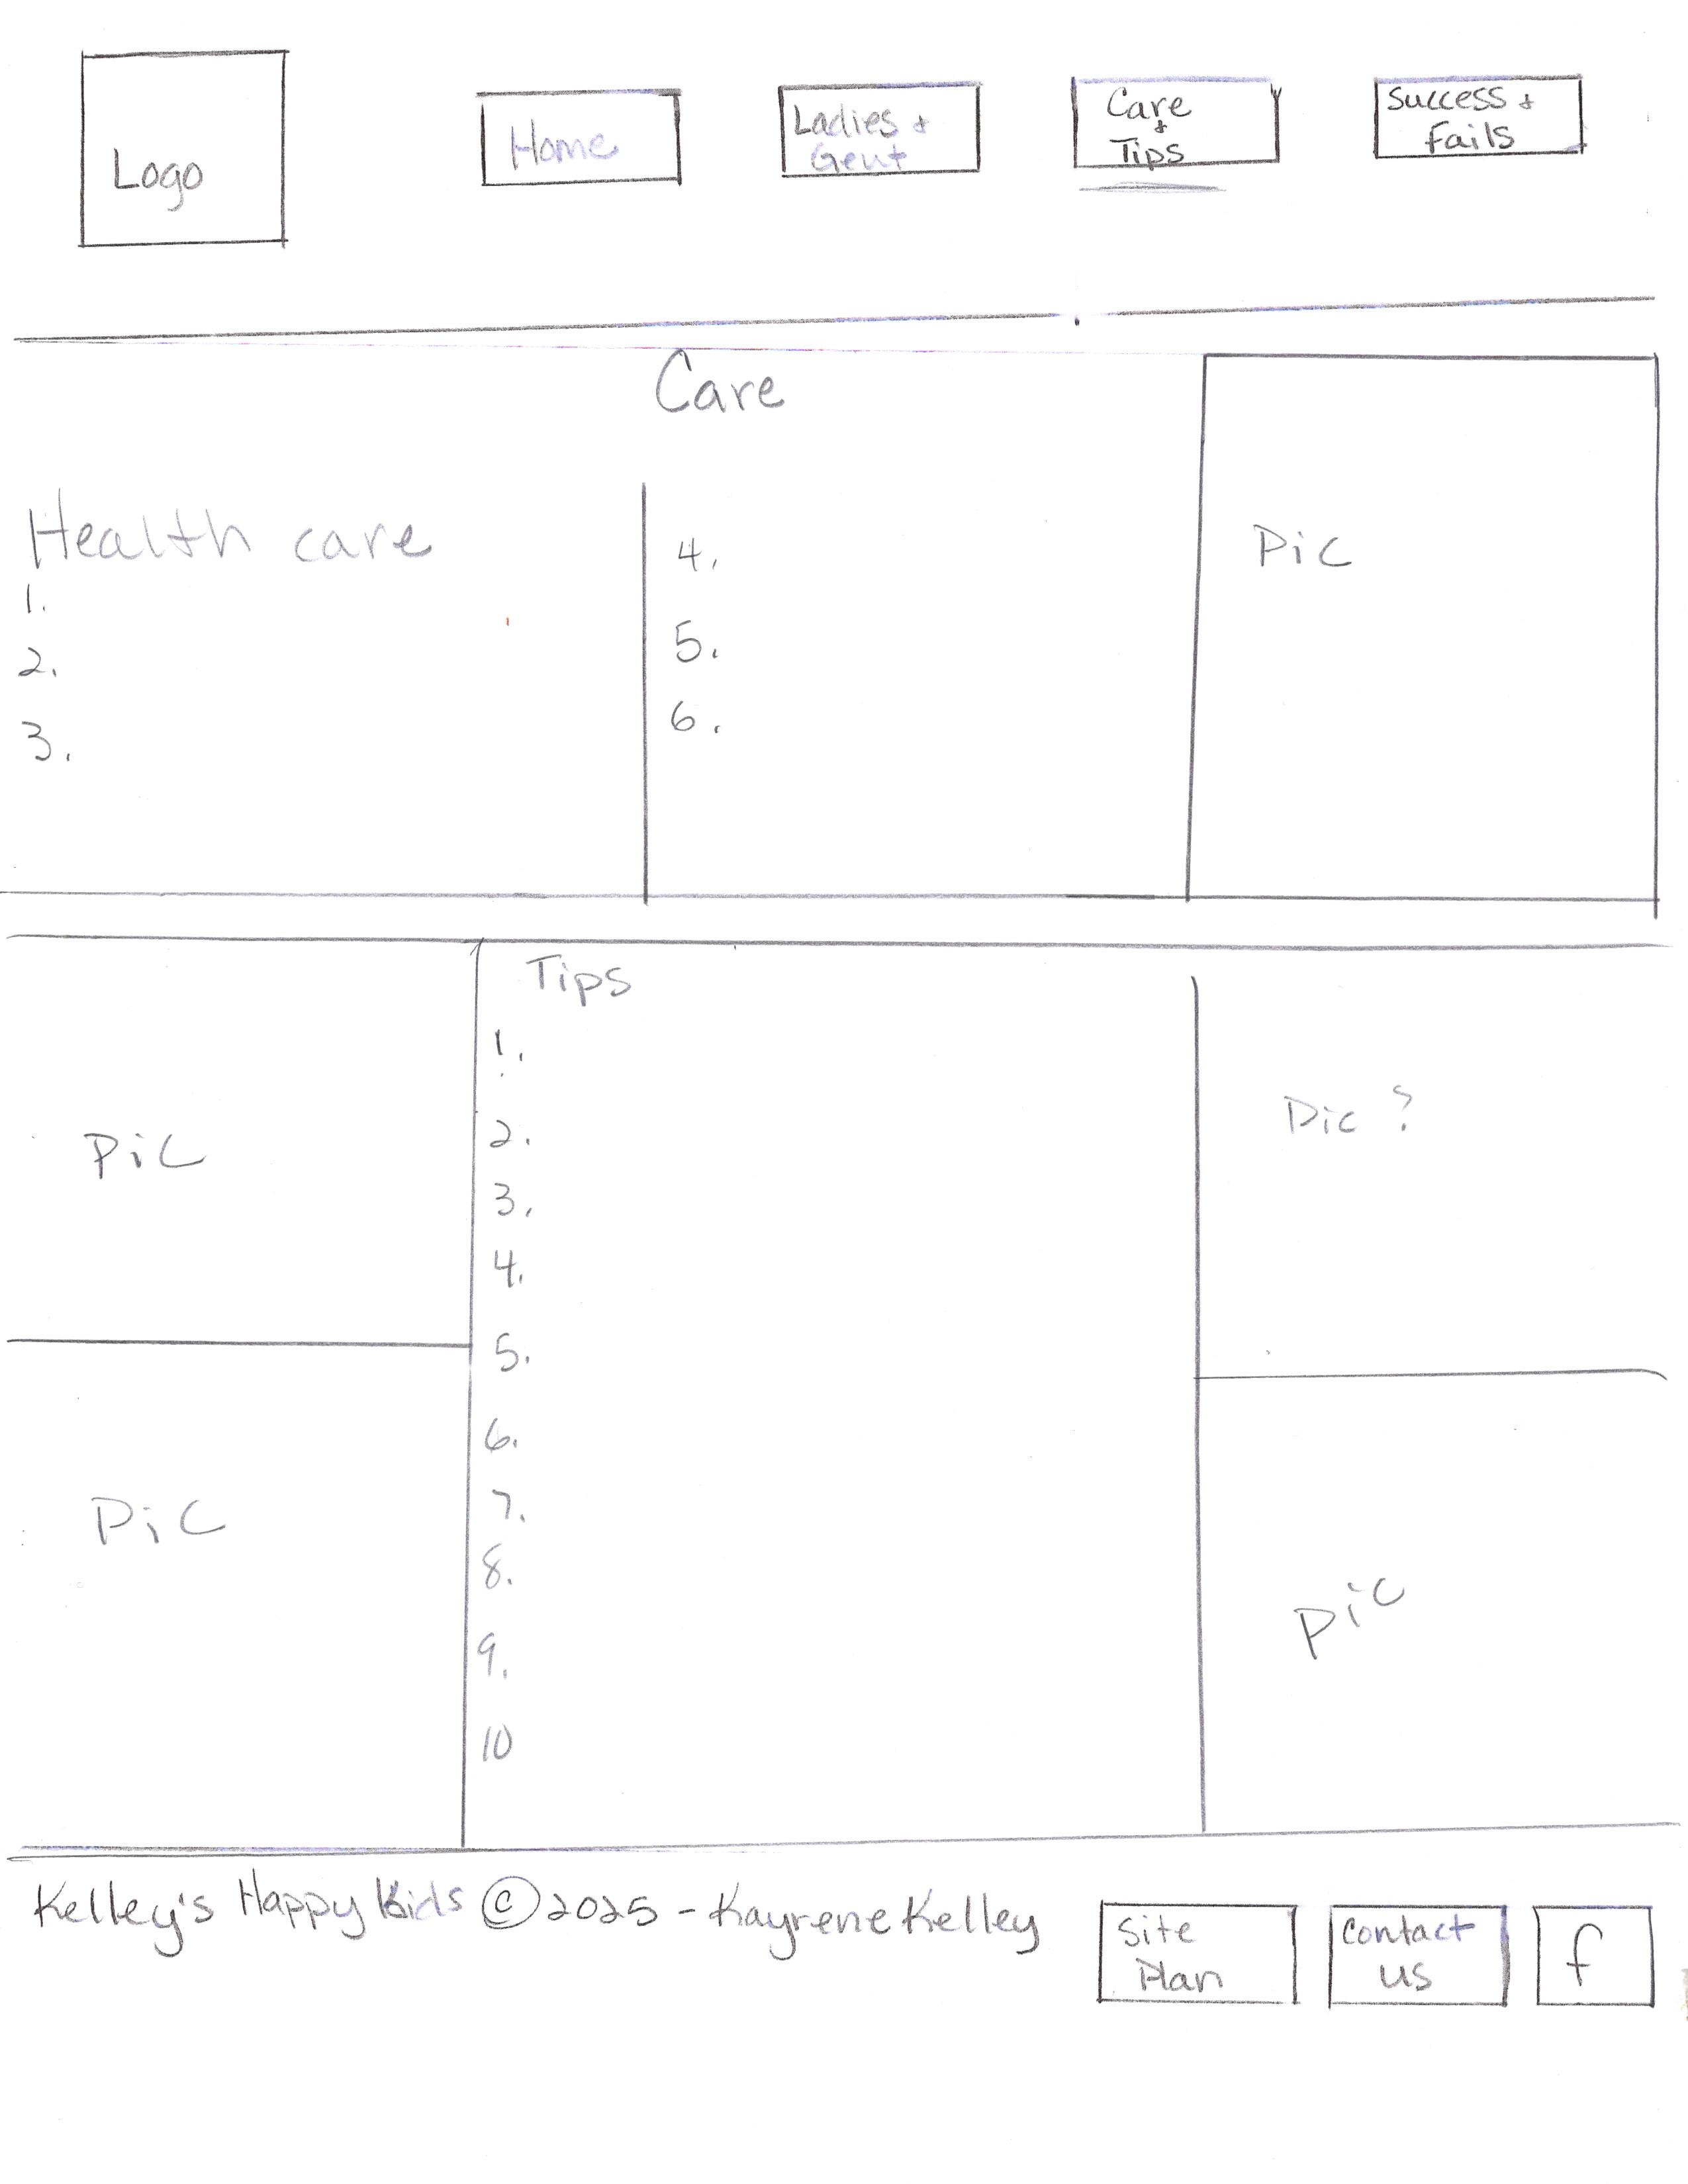 Logo
Home
Ladies &
Gent
Care
&
Tips
Success &
Fails
Care
Health care
1.
2.
3.
4.
5.
6.
Pic
Pic
Pic
Tips
1.
2.
3.
4.
5.
6.
7.
8.
9.
10
Pic ?
Pic
Kelley's Happy Kids © 2025 - Kayrene Kelley
Site
Plan
Contact
us
f